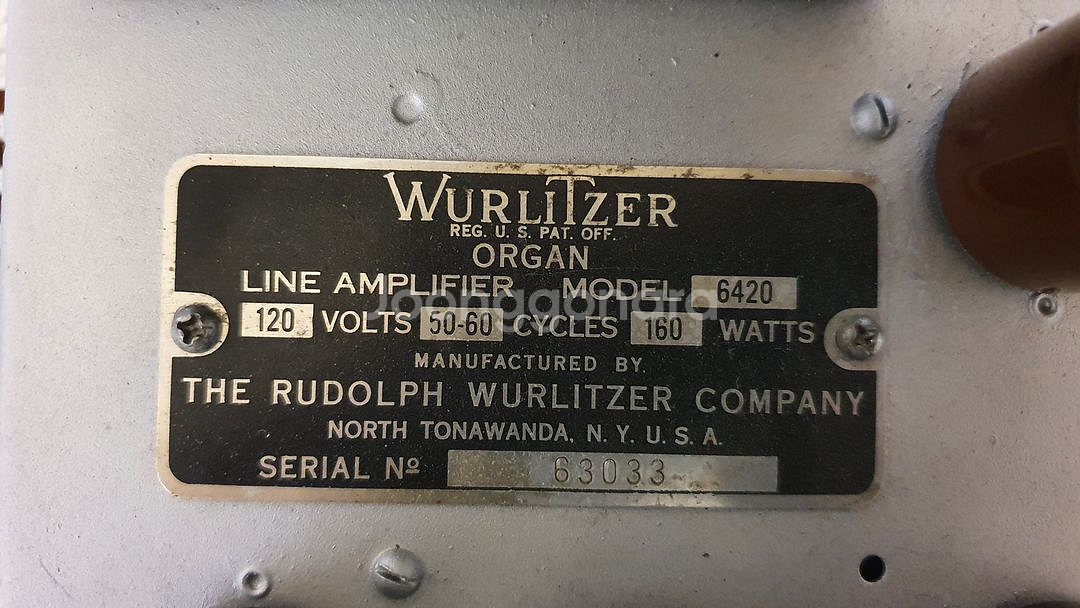 WURLITZER
REG. U. S. PAT. OFF.
ORGAN
LINE AMPLIFIER MODEL 6420
120 VOLTS 50-60 CYCLES 160 WATTS
Joonggonara
MANUFACTURED BY.
THE RUDOLPH WURLITZER COMPANY
NORTH TONAWANDA, N. Y. U. S. A.
SERIAL Nº 63033